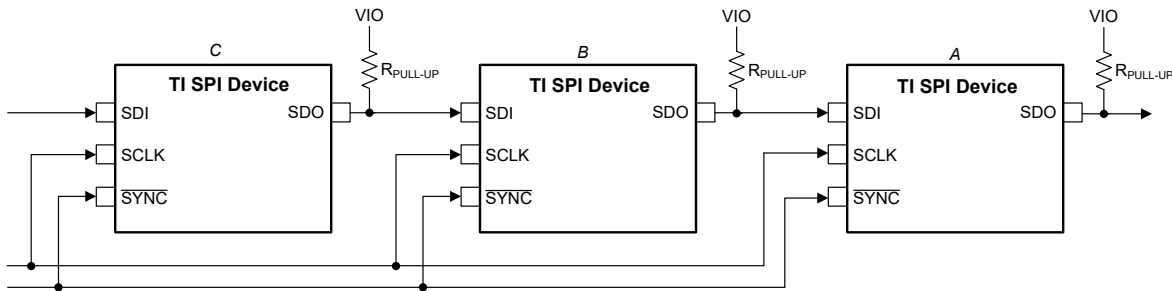 VIO
VIO
VIO
C
B
A
TI SPI Device
RPULL-UP
TI SPI Device
RPULL-UP
TI SPI Device
RPULL-UP
SDI
SDO
SDI
SDO
SDI
SDO
SCLK
SCLK
SCLK
SYNC
SYNC
SYNC